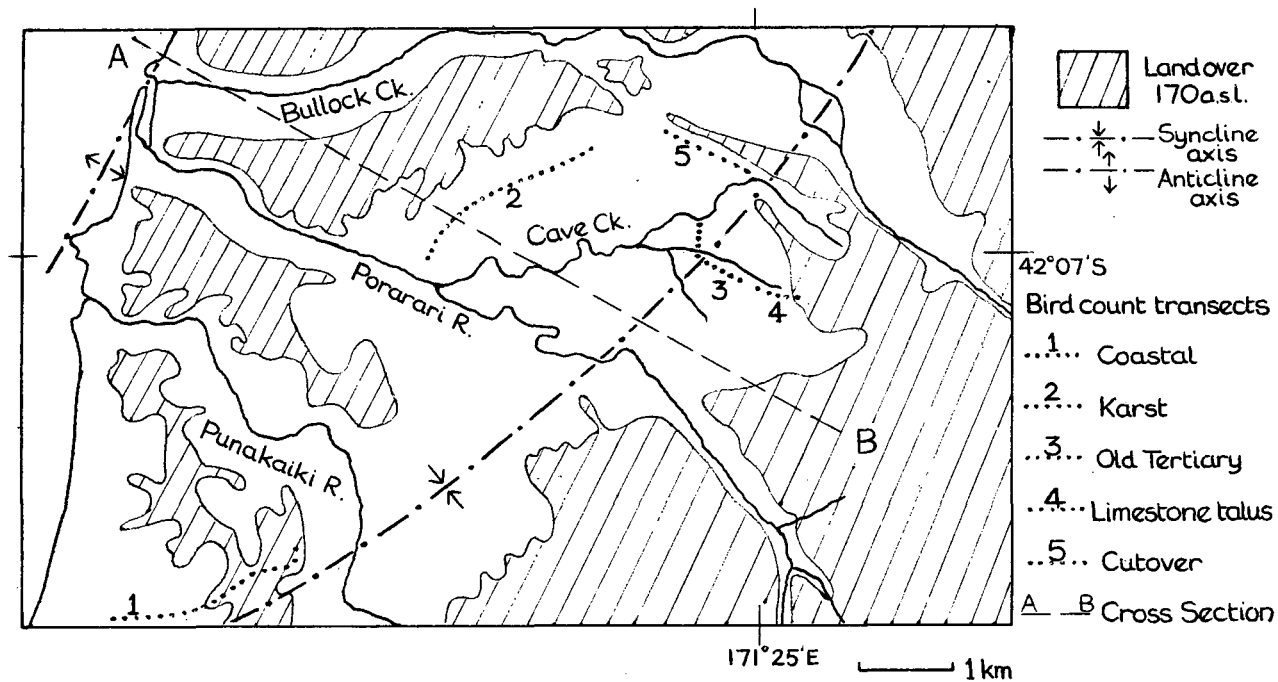 A
Bullock Ck.
5
2
Cave Ck.
Porarari R.
3
4
B
Punakaiki R.
1
171°25'E
1 km
Land over
170 a.s.l.
Syncline
axis
Anticline
axis
42°07'S
Bird count transects
1 Coastal
2 Karst
3 Old Tertiary
4 Limestone talus
5 Cutover
A B Cross Section